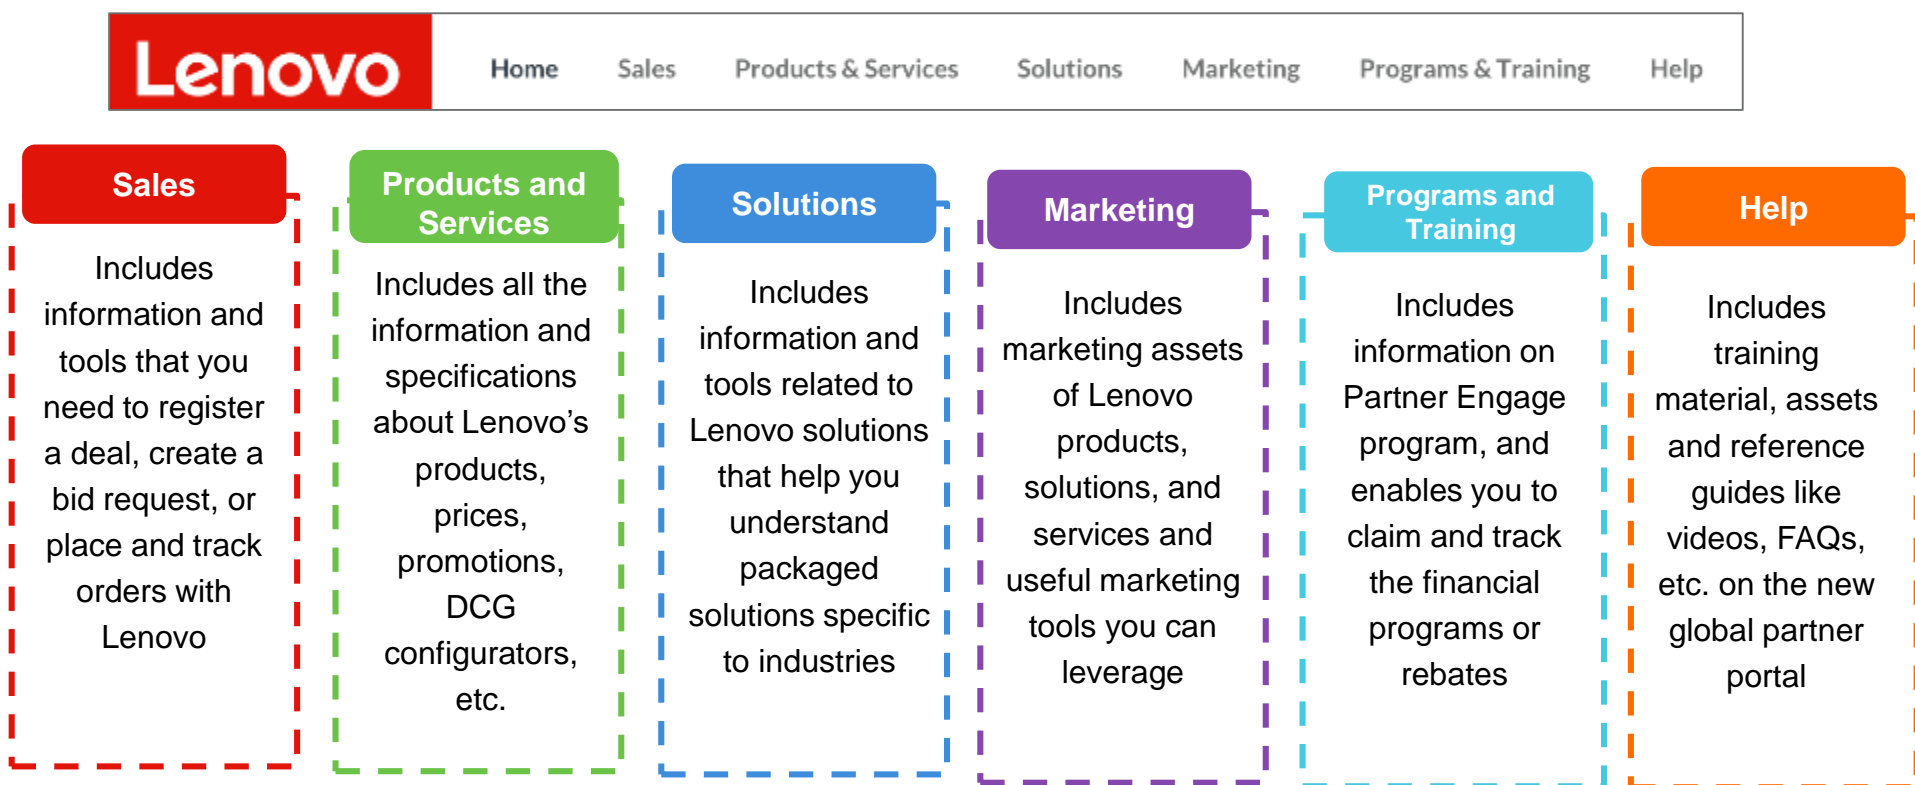 Lenovo Home Sales Products & Services Solutions Marketing Programs & Training Help
Sales
Includes
information and
tools that you
need to register
a deal, create a
bid request, or
place and track
orders with
Lenovo
Products and
Services
Includes all the
information and
specifications
about Lenovo’s
products,
prices,
promotions,
DCG
configurators,
etc.
Solutions
Includes
information and
tools related to
Lenovo solutions
that help you
understand
packaged
solutions specific
to industries
Marketing
Includes
marketing assets
of Lenovo
products,
solutions, and
services and
useful marketing
tools you can
leverage
Programs and
Training
Includes
information on
Partner Engage
program, and
enables you to
claim and track
the financial
programs or
rebates
Help
Includes
training
material, assets
and reference
guides like
videos, FAQs,
etc. on the new
global partner
portal